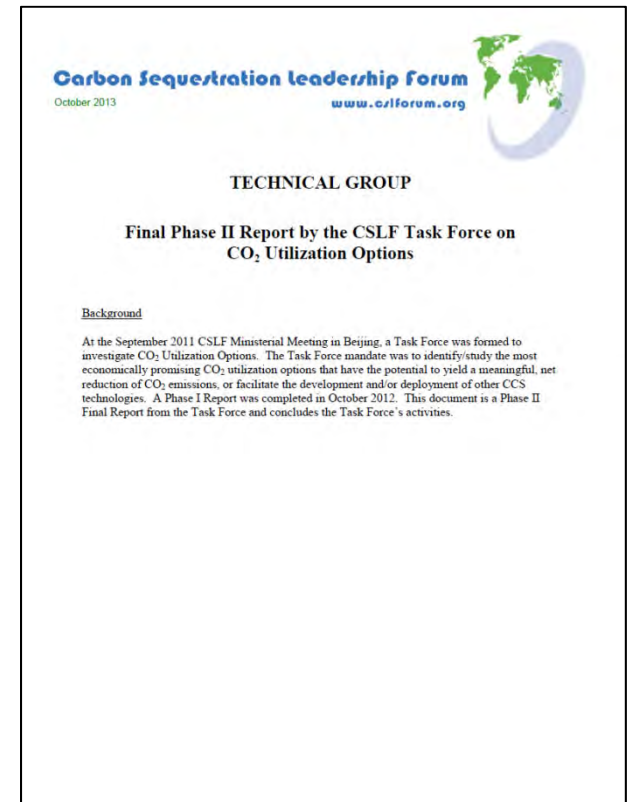 Carbon Sequestration Leadership Forum
October 2013
www.cslforum.org
TECHNICAL GROUP
Final Phase II Report by the CSLF Task Force on
CO₂ Utilization Options
Background
At the September 2011 CSLF Ministerial Meeting in Beijing, a Task Force was formed to
investigate CO₂ Utilization Options. The Task Force mandate was to identify/study the most
economically promising CO₂ utilization options that have the potential to yield a meaningful, net
reduction of CO₂ emissions, or facilitate the development and/or deployment of other CCS
technologies. A Phase I Report was completed in October 2012. This document is a Phase II
Final Report from the Task Force and concludes the Task Force's activities.